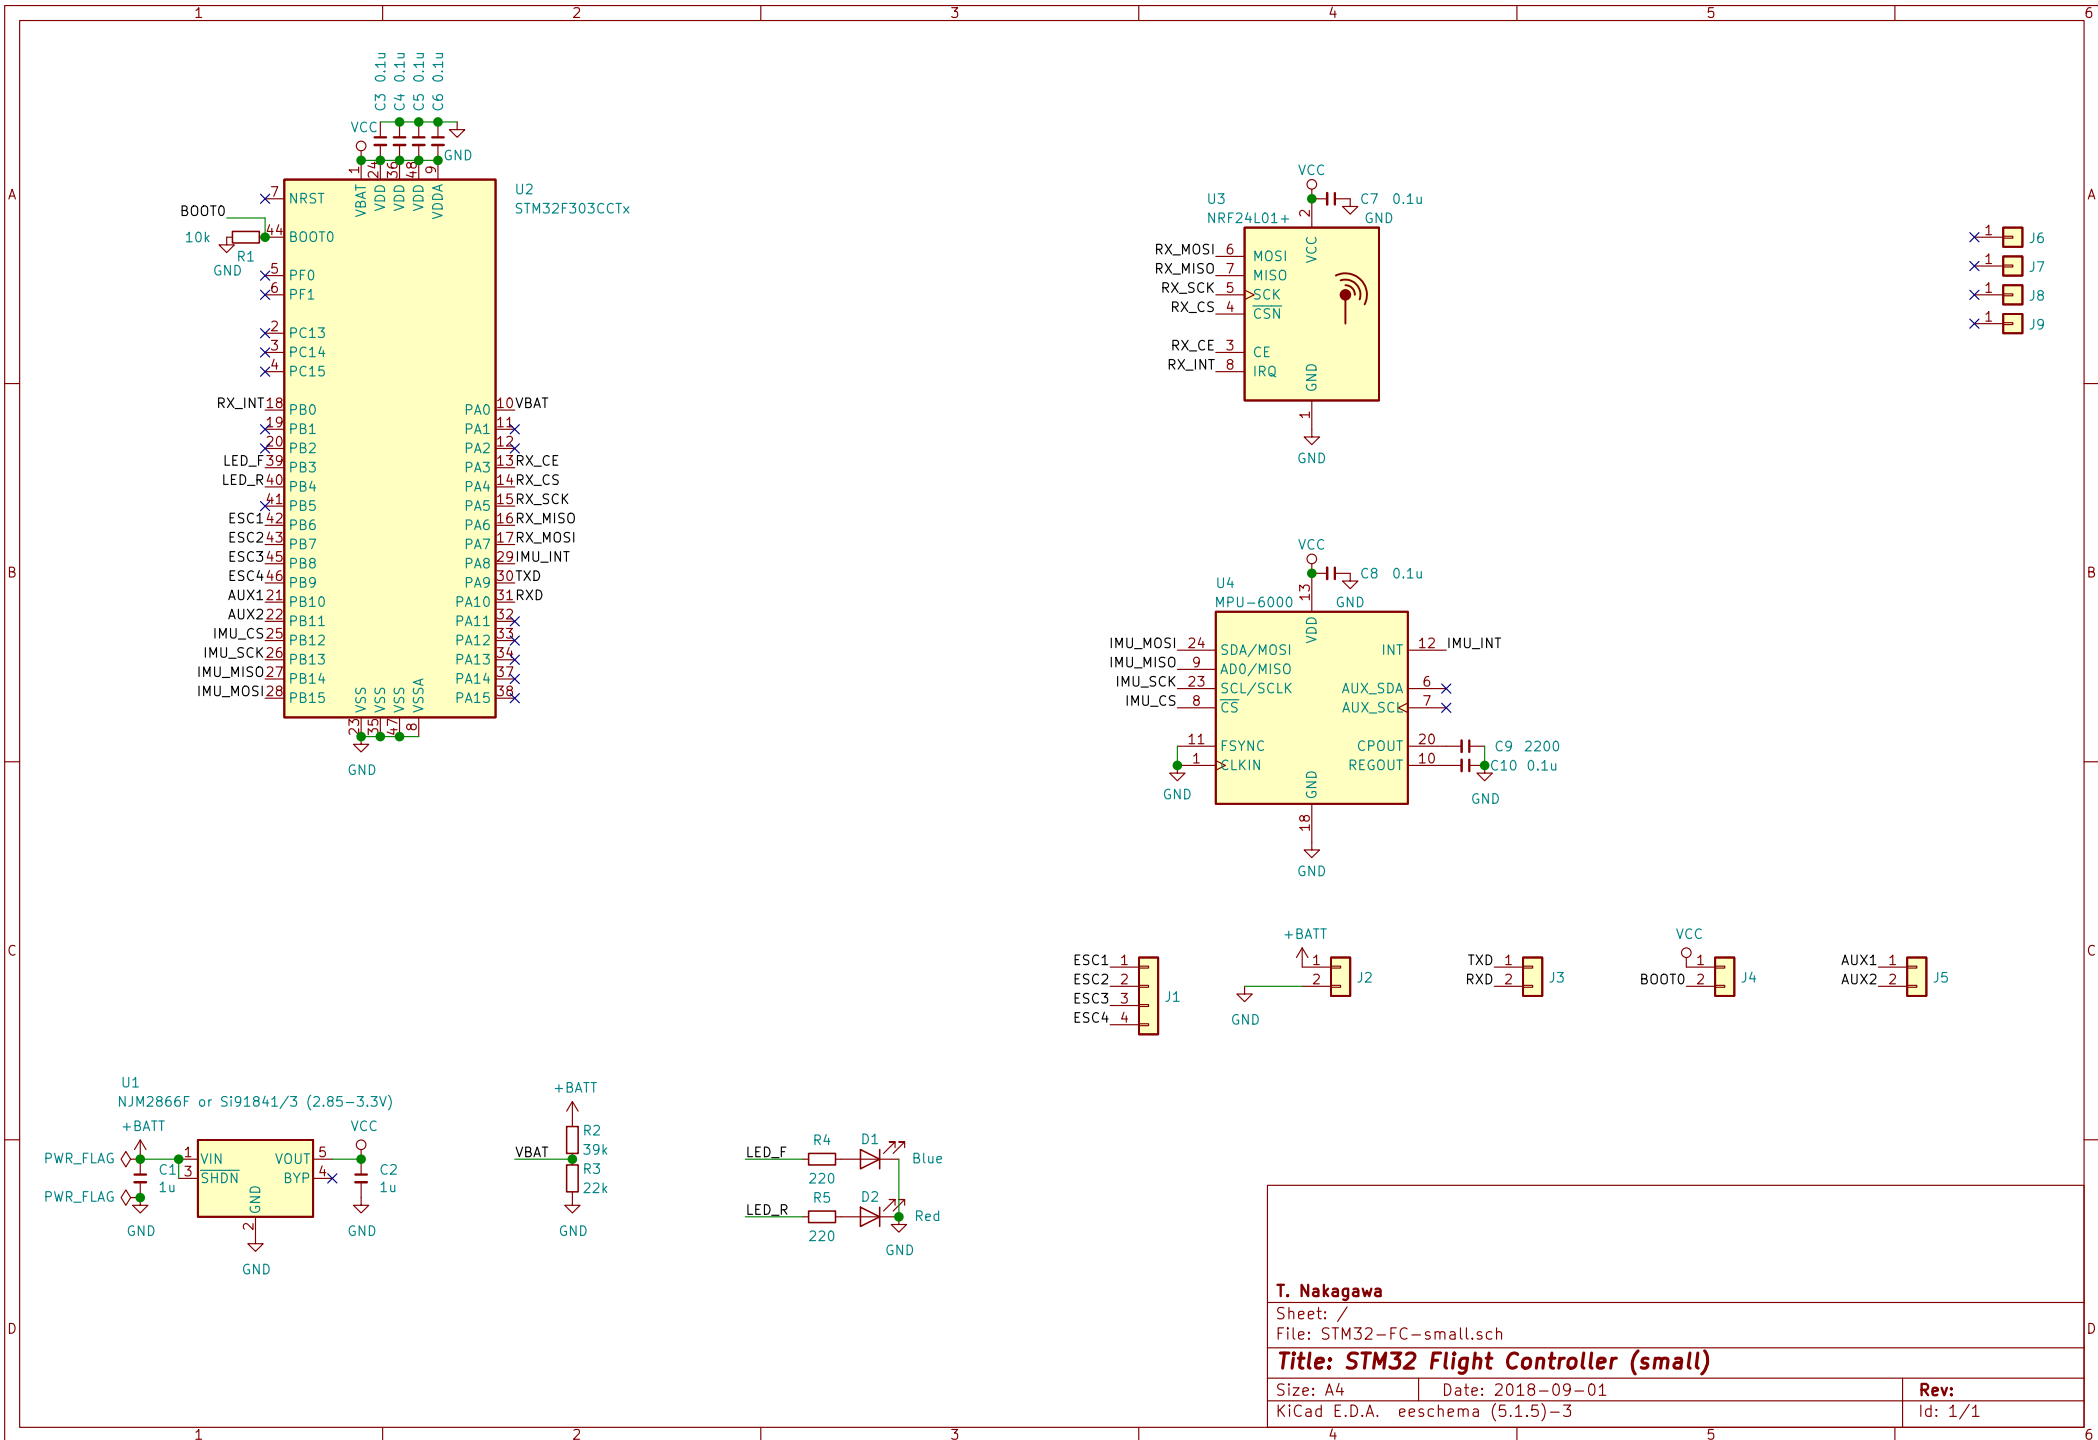 1 2 3 4 5 6
A
B
C
D
C3 0.1u
C4 0.1u
C5 0.1u
C6 0.1u
VCC
GND
1 24 36 48 9
VBAT VDD VDD VDD VDDA
U2
STM32F303CCTx
7 NRST
BOOT0
10k
44 BOOT0
R1
GND
5 PF0
6 PF1
2 PC13
3 PC14
4 PC15
RX_INT 18 PB0
19 PB1
20 PB2
LED_F 39 PB3
LED_R 40 PB4
41 PB5
ESC1 42 PB6
ESC2 43 PB7
ESC3 45 PB8
ESC4 46 PB9
AUX1 21 PB10
AUX2 22 PB11
IMU_CS 25 PB12
IMU_SCK 26 PB13
IMU_MISO 27 PB14
IMU_MOSI 28 PB15
PA0 10 VBAT
PA1 11
PA2 12
PA3 13 RX_CE
PA4 14 RX_CS
PA5 15 RX_SCK
PA6 16 RX_MISO
PA7 17 RX_MOSI
PA8 29 IMU_INT
PA9 30 TXD
PA10 31 RXD
PA11 32
PA12 33
PA13 34
PA14 37
PA15 38
VSS VSS VSS VSSA
23 35 47 8
GND
VCC
C7 0.1u
GND
U3
NRF24L01+
2
VCC
RX_MOSI 6 MOSI
RX_MISO 7 MISO
RX_SCK 5 SCK
RX_CS 4 CSN
RX_CE 3 CE
RX_INT 8 IRQ
GND
1
GND
1 J6
1 J7
1 J8
1 J9
VCC
C8 0.1u
GND
U4
MPU-6000
13
VDD
IMU_MOSI 24 SDA/MOSI
IMU_MISO 9 AD0/MISO
IMU_SCK 23 SCL/SCLK
IMU_CS 8 CS
11 FSYNC
1 CLKIN
GND
INT 12 IMU_INT
AUX_SDA 6
AUX_SCL 7
CPOUT 20 C9 2200
REGOUT 10 C10 0.1u
GND
GND
18
GND
ESC1 1
ESC2 2
ESC3 3
ESC4 4
J1
+BATT
1
2
J2
GND
TXD 1
RXD 2
J3
VCC
1
BOOT0 2
J4
AUX1 1
AUX2 2
J5
U1
NJM2866F or Si91841/3 (2.85-3.3V)
+BATT
VCC
PWR_FLAG
PWR_FLAG
C1
1u
GND
1 VIN
3 SHDN
VOUT 5
BYP 4
GND
2
GND
C2
1u
GND
+BATT
R2
39k
VBAT
R3
22k
GND
LED_F R4 D1 Blue
220
LED_R R5 D2 Red
220
GND
T. Nakagawa
Sheet: /
File: STM32-FC-small.sch
Title: STM32 Flight Controller (small)
Size: A4 Date: 2018-09-01 Rev:
KiCad E.D.A. eeschema (5.1.5)-3 Id: 1/1
A
B
C
D
1 2 3 4 5 6